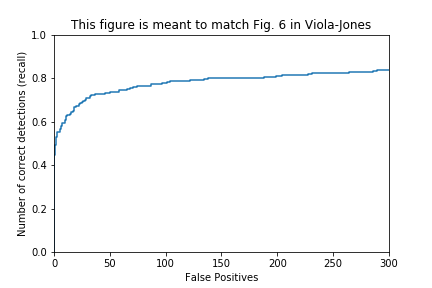 This figure is meant to match Fig. 6 in Viola-Jones
1.0
0.8
0.6
0.4
0.2
0.0
Number of correct detections (recall)
0 50 100 150 200 250 300
False Positives